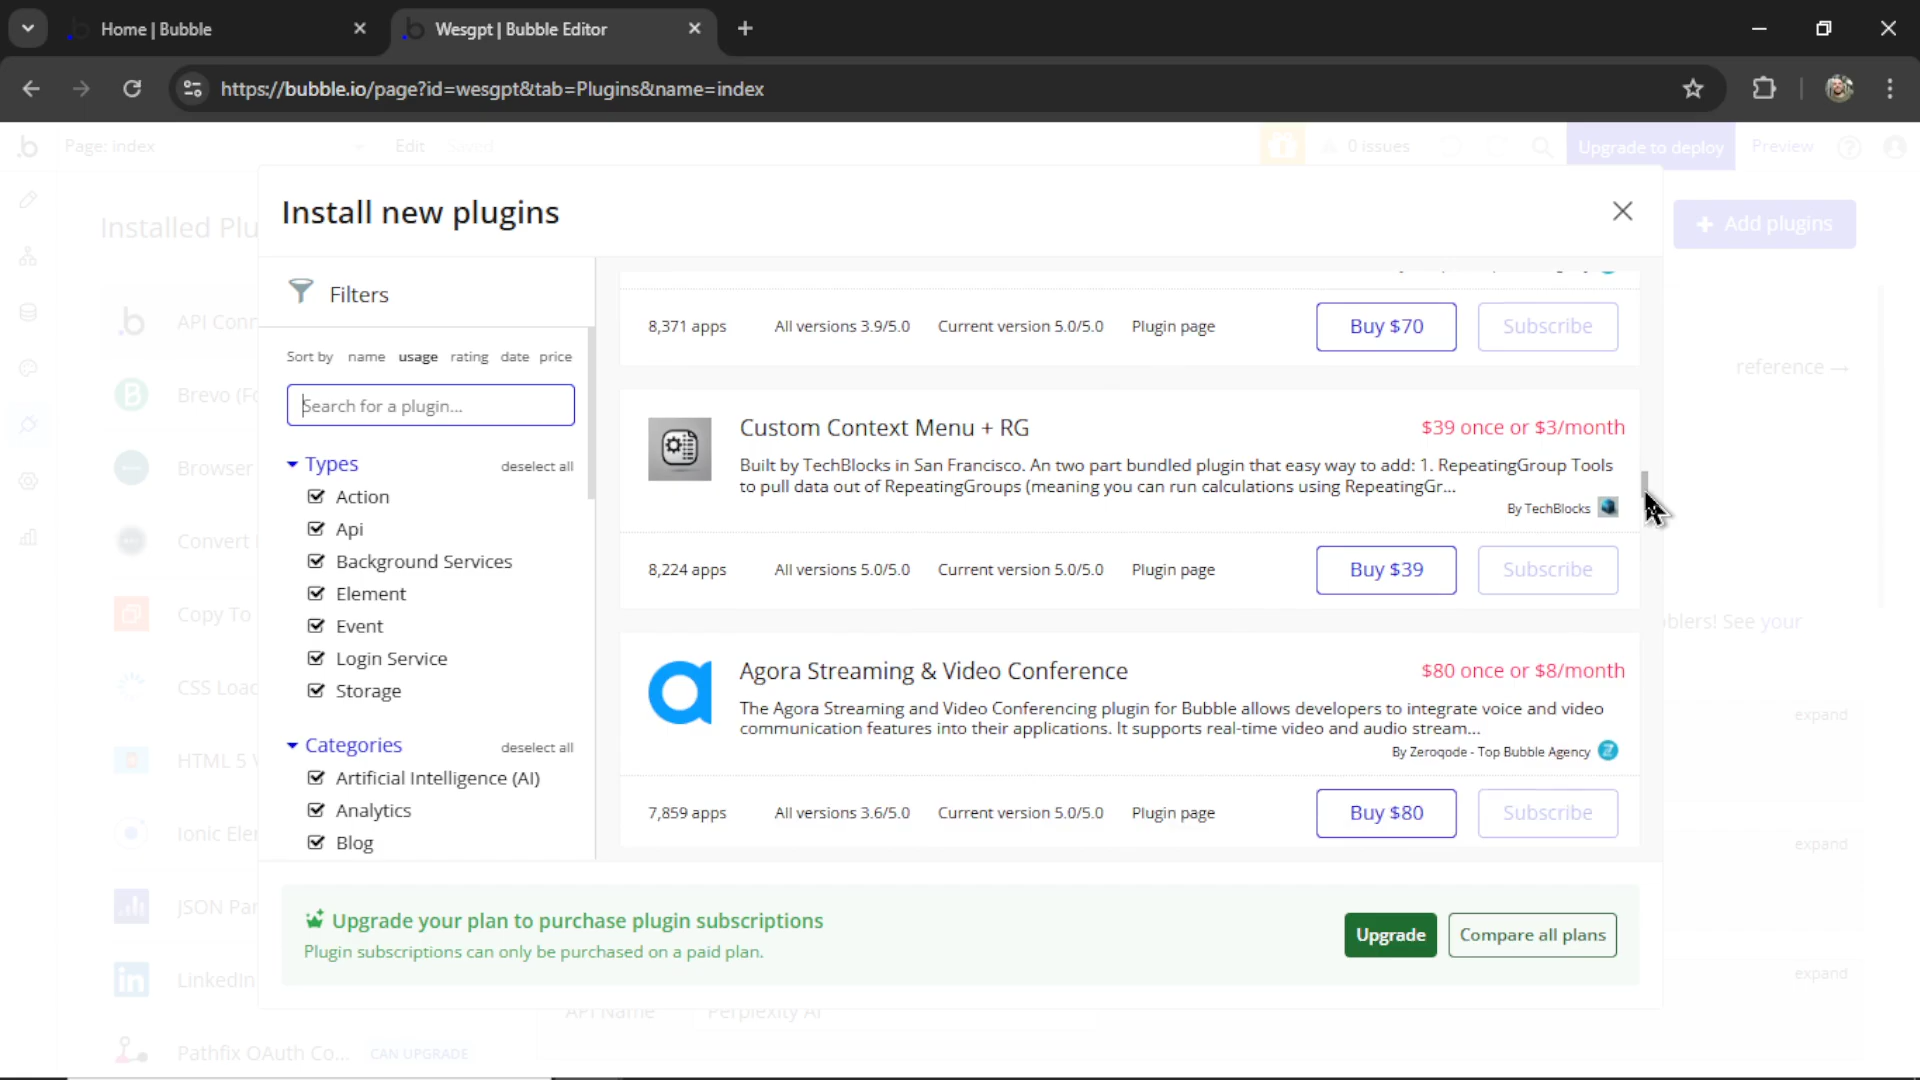 Home | Bubble
Wesgpt | Bubble Editor
https://bubble.io/page?id=wesgpt&tab=Plugins&name=index
Page: index
Edit
Saved
0 issues
Upgrade to deploy
Preview
Installed Plu
Add plugins
Install new plugins
Filters
Sort by name usage rating date price
Search for a plugin...
Types
deselect all
Action
Api
Background Services
Element
Event
Login Service
Storage
Categories
deselect all
Artificial Intelligence (AI)
Analytics
Blog
8,371 apps
All versions 3.9/5.0
Current version 5.0/5.0
Plugin page
Buy $70
Subscribe
Custom Context Menu + RG
$39 once or $3/month
Built by TechBlocks in San Francisco. An two part bundled plugin that easy way to add: 1. RepeatingGroup Tools
to pull data out of RepeatingGroups (meaning you can run calculations using RepeatingGr...
By TechBlocks
8,224 apps
All versions 5.0/5.0
Current version 5.0/5.0
Plugin page
Buy $39
Subscribe
Agora Streaming & Video Conference
$80 once or $8/month
The Agora Streaming and Video Conferencing plugin for Bubble allows developers to integrate voice and video
communication features into their applications. It supports real-time video and audio stream...
By Zeroqode - Top Bubble Agency
7,859 apps
All versions 3.6/5.0
Current version 5.0/5.0
Plugin page
Buy $80
Subscribe
Upgrade your plan to purchase plugin subscriptions
Plugin subscriptions can only be purchased on a paid plan.
Upgrade
Compare all plans
API Conn
Brevo (Fo
Browser
Convert
Copy To
CSS Load
HTML 5 V
Ionic Eler
JSON Par
LinkedIn
Pathfix OAuth Co...
CAN UPGRADE
reference →
blers! See your
expand
expand
expand
API Name
Perplexity AI